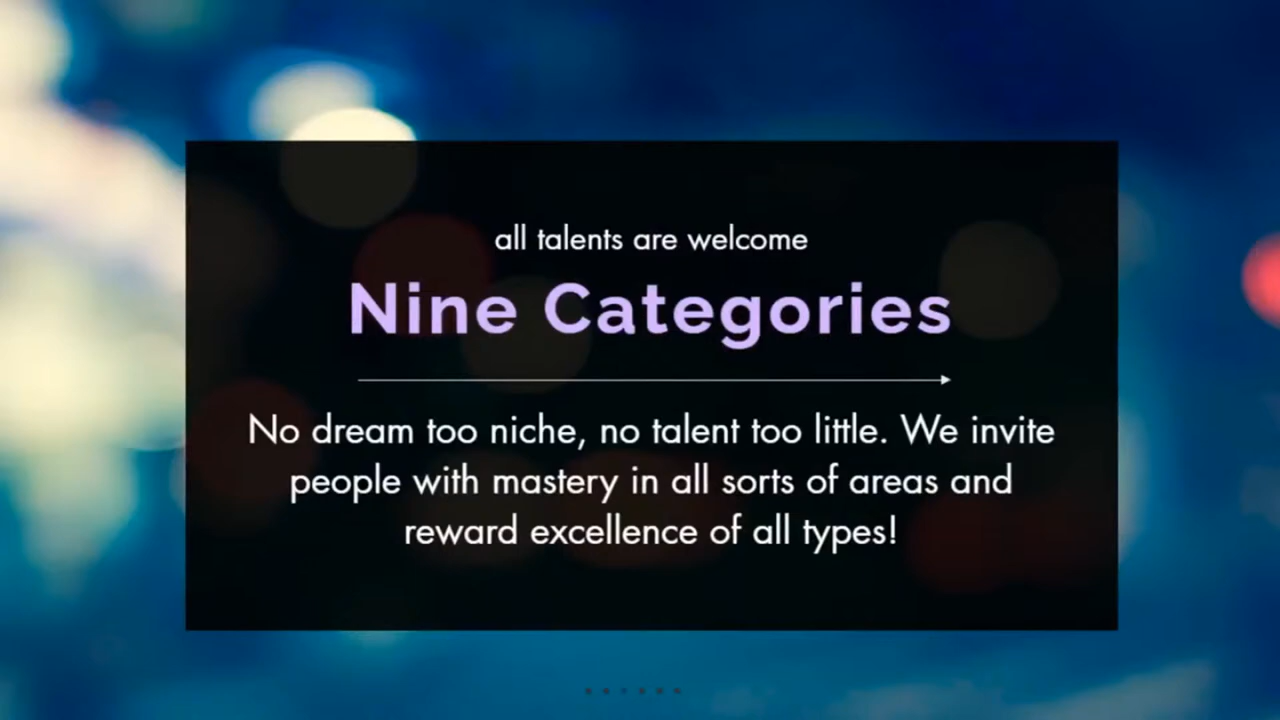 all talents are welcome
Nine Categories
No dream too niche, no talent too little. We invite
people with mastery in all sorts of areas and
reward excellence of all types!